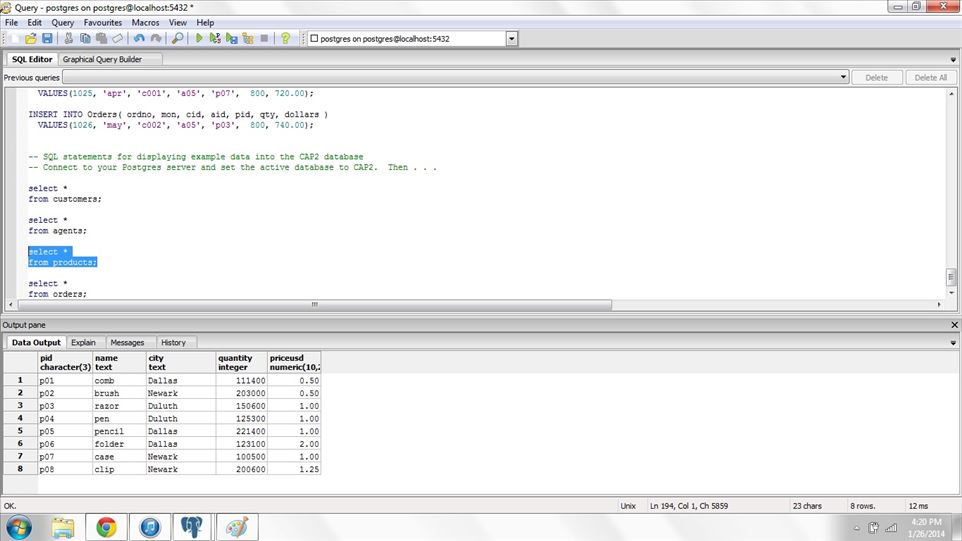 Query - postgres on postgres@localhost:5432 *
File Edit Query Favourites Macros View Help
postgres on postgres@localhost:5432
SQL Editor Graphical Query Builder
Previous queries Delete Delete All
VALUES(1025, 'apr', 'c001', 'a05', 'p07', 800, 720.00);
INSERT INTO Orders( ordno, mon, cid, aid, pid, qty, dollars )
VALUES(1026, 'may', 'c002', 'a05', 'p03', 800, 740.00);
-- SQL statements for displaying example data into the CAP2 database
-- Connect to your Postgres server and set the active database to CAP2. Then . . .
select *
from customers;
select *
from agents;
select *
from products;
select *
from orders;
Output pane
Data Output Explain Messages History
pid name city quantity priceusd
character(3) text text integer numeric(10,2
1 p01 comb Dallas 111400 0.50
2 p02 brush Newark 203000 0.50
3 p03 razor Duluth 150600 1.00
4 p04 pen Duluth 125300 1.00
5 p05 pencil Dallas 221400 1.00
6 p06 folder Dallas 123100 2.00
7 p07 case Newark 100500 1.00
8 p08 clip Newark 200600 1.25
OK. Unix Ln 194, Col 1, Ch 5859 23 chars 8 rows. 12 ms
4:20 PM
1/26/2014